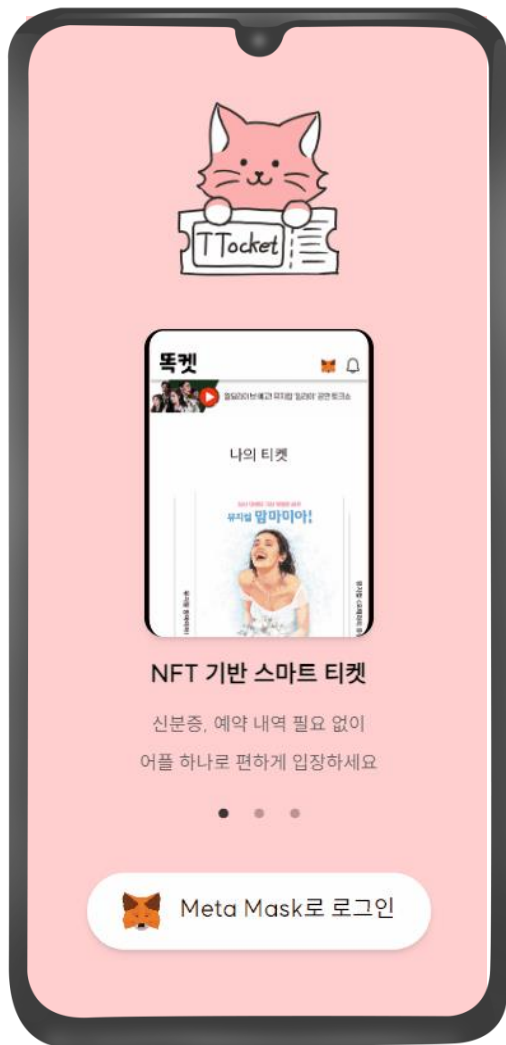 TTocket
똑켓
나의 티켓
뮤지컬 맘마미아!
NFT 기반 스마트 티켓
신분증, 예약 내역 필요 없이
어플 하나로 편하게 입장하세요
Meta Mask로 로그인